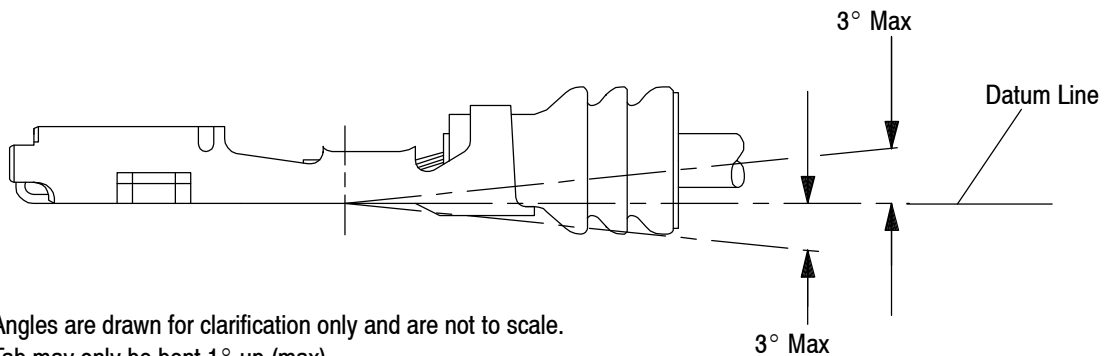 3° Max
Datum Line
3° Max
Angles are drawn for clarification only and are not to scale.
Tab may only be bent 1° up (max)